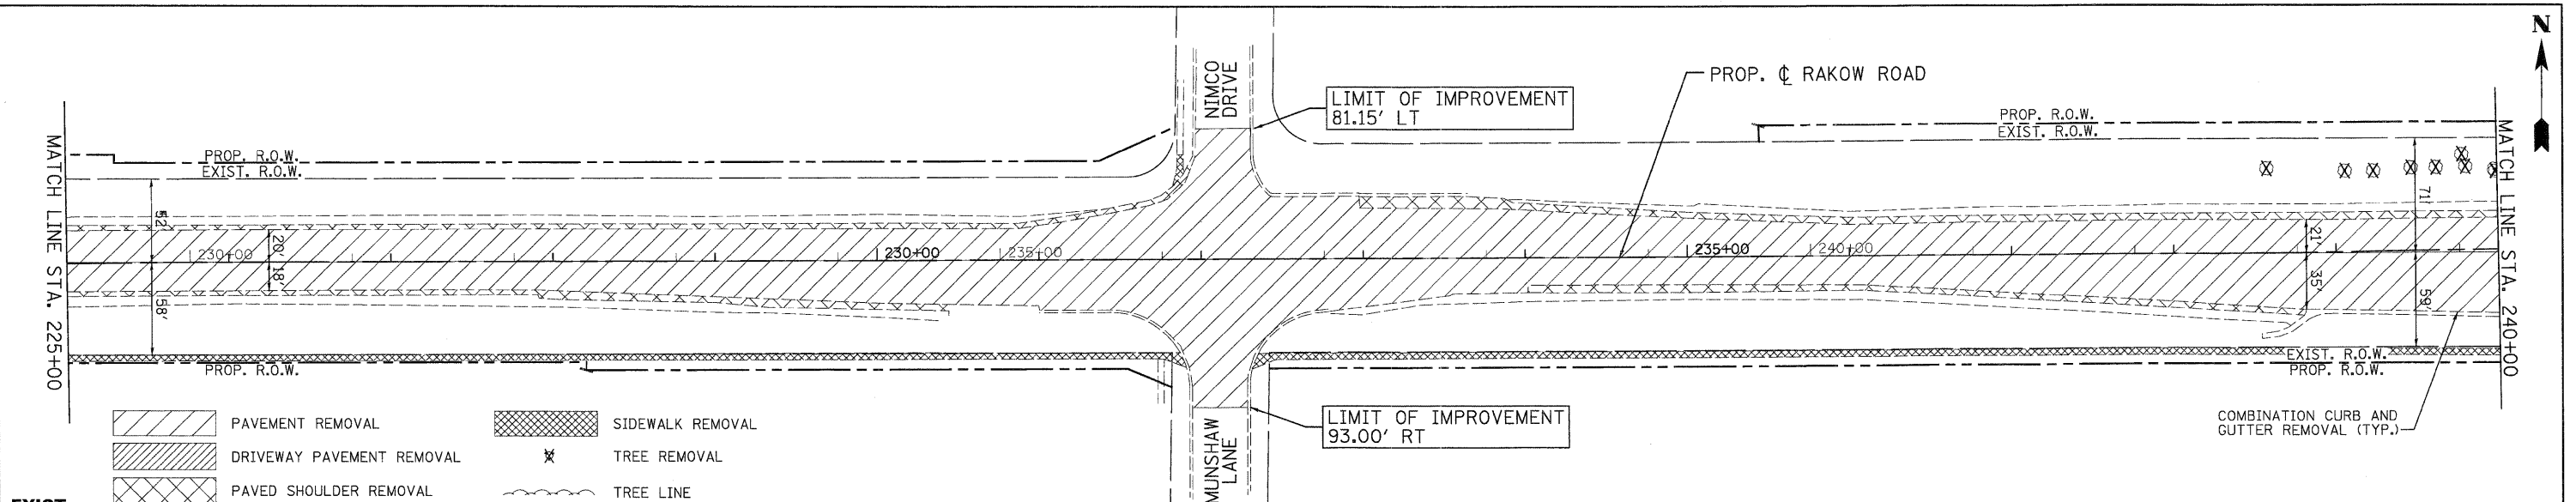 N
NIMCO
DRIVE
PROP. ℄ RAKOW ROAD
LIMIT OF IMPROVEMENT
81.15' LT
PROP. R.O.W.
EXIST. R.O.W.
PROP. R.O.W.
EXIST. R.O.W.
MATCH LINE STA. 225+00
MATCH LINE STA. 240+00
52'
71'
20'
21'
230+00
230+00
235+00
235+00
240+00
18'
35'
58'
59'
EXIST. R.O.W.
PROP. R.O.W.
PROP. R.O.W.
LIMIT OF IMPROVEMENT
93.00' RT
MUNSHAW
LANE
COMBINATION CURB AND
GUTTER REMOVAL (TYP.)
PAVEMENT REMOVAL
SIDEWALK REMOVAL
DRIVEWAY PAVEMENT REMOVAL
TREE REMOVAL
PAVED SHOULDER REMOVAL
TREE LINE
EXIST